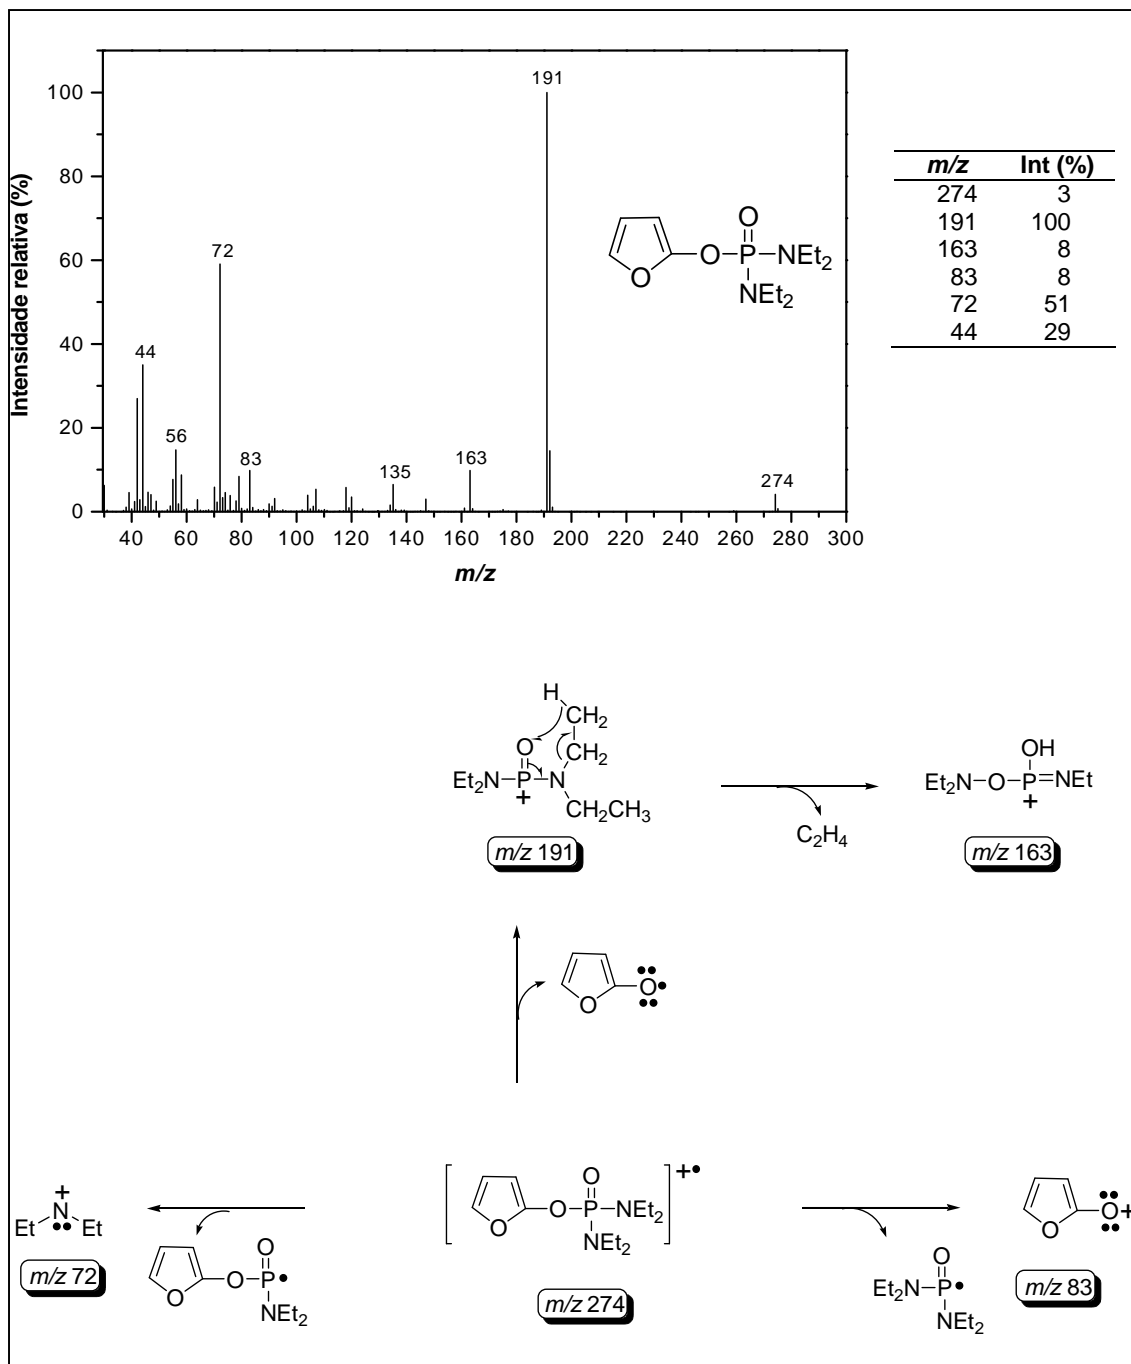 Intensidade relativa (%)
100
80
60
40
20
0
191
72
44
56
83
135
163
274
40 60 80 100 120 140 160 180 200 220 240 260 280 300
m/z
O
O
O-P-NEt2
NEt2
m/z Int (%)
274 3
191 100
163 8
83 8
72 51
44 29
H
CH2
O
CH2
Et2N-P-N
+
CH2CH3
m/z 191
C2H4
OH
Et2N-O-P=NEt
+
m/z 163
O
O
+
N
Et Et
m/z 72
O
O
O-P
NEt2
O
O
O-P-NEt2
NEt2
+
m/z 274
O
Et2N-P
NEt2
O
O+
m/z 83